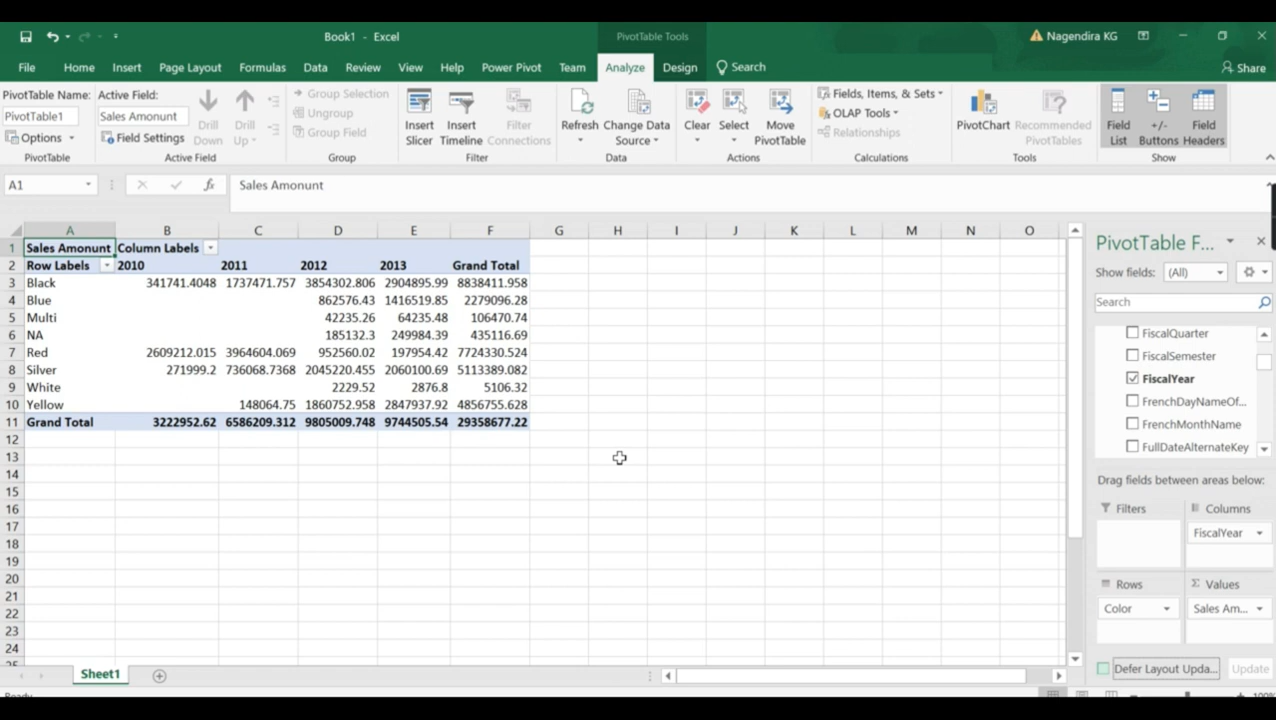 Book1 - Excel
PivotTable Tools
Nagendira KG
File Home Insert Page Layout Formulas Data Review View Help Power Pivot Team Analyze Design Search Share
PivotTable Name: Active Field:
PivotTable1 Sales Amonunt Drill Down Drill Up
Options Field Settings
Group Selection
Ungroup
Group Field
Insert Slicer Insert Timeline Filter Connections
Refresh Change Data Source
Clear Select Move PivotTable
Fields, Items, & Sets
OLAP Tools
Relationships
PivotChart Recommended PivotTables
Field List +/- Buttons Field Headers
PivotTable Active Field Group Filter Data Actions Calculations Tools Show
A1 fx Sales Amonunt
A B C D E F G H I J K L M N O
1 Sales Amonunt Column Labels
2 Row Labels 2010 2011 2012 2013 Grand Total
3 Black 341741.4048 1737471.757 3854302.806 2904895.99 8838411.958
4 Blue 862576.43 1416519.85 2279096.28
5 Multi 42235.26 64235.48 106470.74
6 NA 185132.3 249984.39 435116.69
7 Red 2609212.015 3964604.069 952560.02 197954.42 7724330.524
8 Silver 271999.2 736068.7368 2045220.455 2060100.69 5113389.082
9 White 2229.52 2876.8 5106.32
10 Yellow 148064.75 1860752.958 2847937.92 4856755.628
11 Grand Total 3222952.62 6586209.312 9805009.748 9744505.54 29358677.22
12
13
14
15
16
17
18
19
20
21
22
23
24
25
PivotTable F...
Show fields: (All)
Search
FiscalQuarter
FiscalSemester
FiscalYear
FrenchDayNameOf...
FrenchMonthName
FullDateAlternateKey
Drag fields between areas below:
Filters Columns
FiscalYear
Rows Σ Values
Color Sales Am...
Defer Layout Upda... Update
Sheet1
Ready 100%